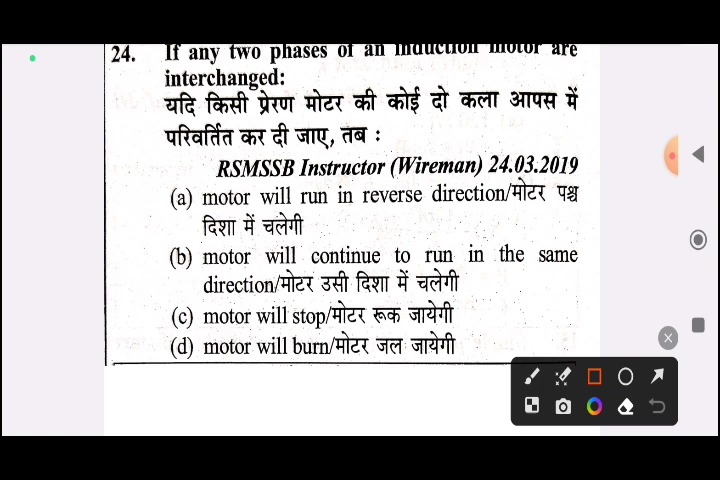 24. If any two phases of an induction motor are
interchanged:
यदि किसी प्रेरण मोटर की कोई दो कला आपस में
परिवर्तित कर दी जाए, तब :
RSMSSB Instructor (Wireman) 24.03.2019
(a) motor will run in reverse direction/मोटर पश्च
दिशा में चलेगी
(b) motor will continue to run in the same
direction/मोटर उसी दिशा में चलेगी
(c) motor will stop/मोटर रूक जायेगी
(d) motor will burn/मोटर जल जायेगी